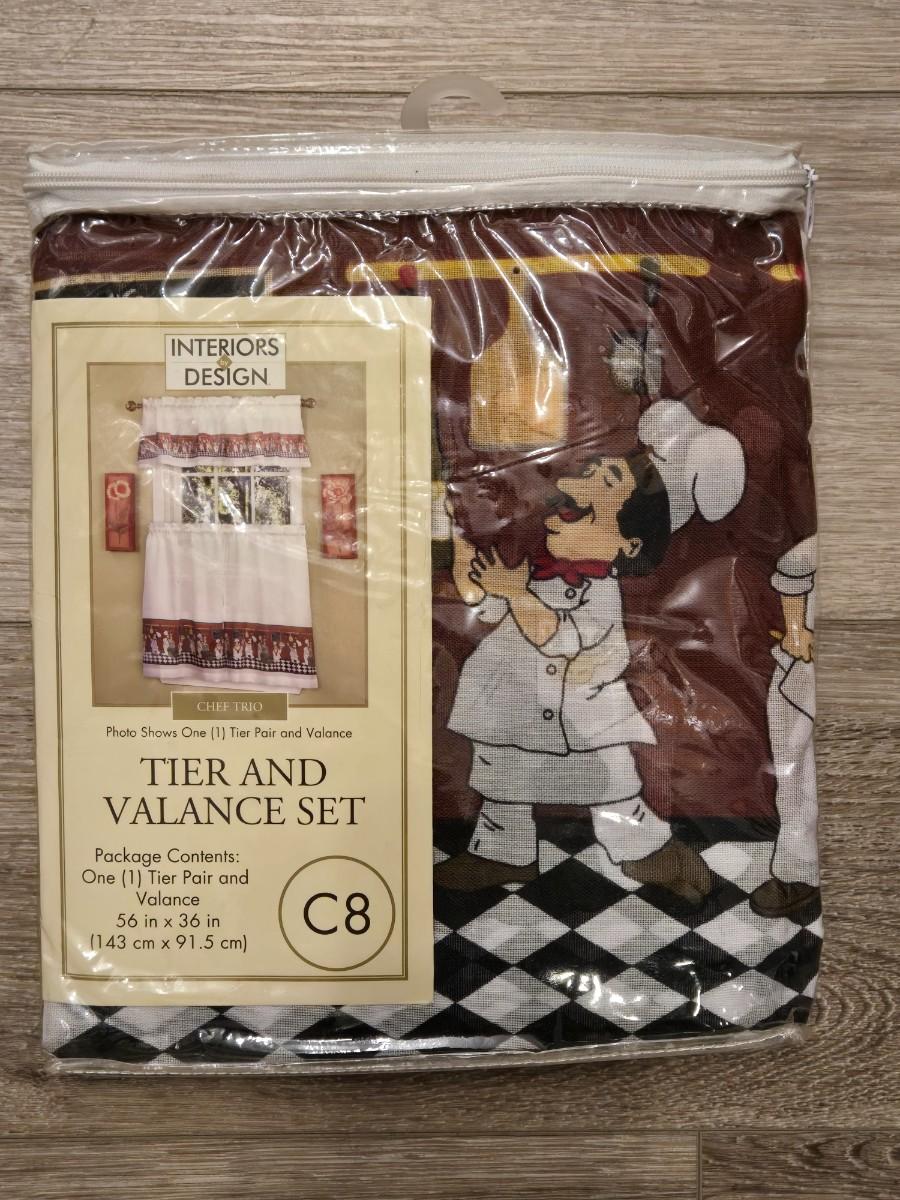 INTERIORS
by
DESIGN
CHEF TRIO
Photo Shows One (1) Tier Pair and Valance
TIER AND
VALANCE SET
Package Contents:
One (1) Tier Pair and
Valance
56 in x 36 in
(143 cm x 91.5 cm)
C8